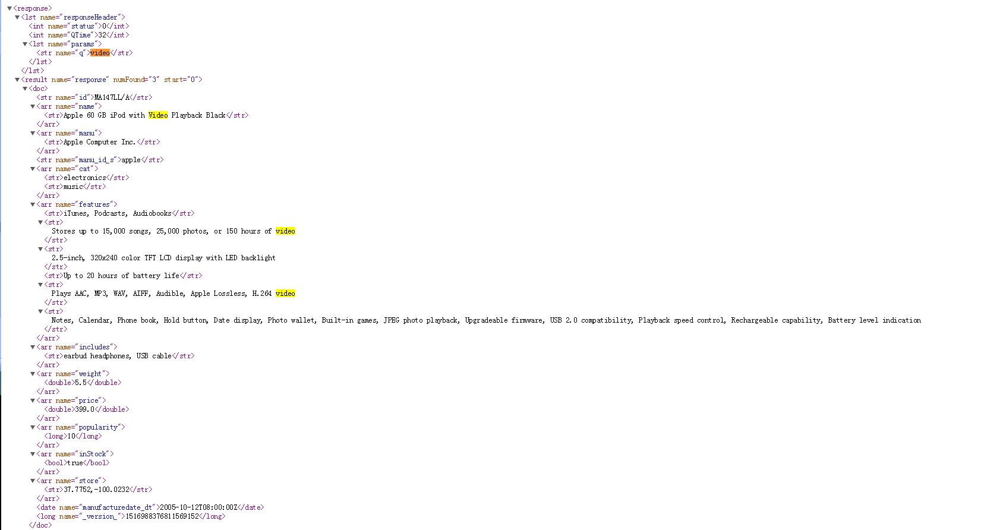 ▼<response>
▼<lst name="responseHeader">
<int name="status">0</int>
<int name="QTime">32</int>
▼<lst name="params">
<str name="q">video</str>
</lst>
</lst>
▼<result name="response" numFound="3" start="0">
▼<doc>
<str name="id">MA147LL/A</str>
▼<arr name="name">
<str>Apple 60 GB iPod with Video Playback Black</str>
</arr>
▼<arr name="manu">
<str>Apple Computer Inc.</str>
</arr>
<str name="manu_id_s">apple</str>
▼<arr name="cat">
<str>electronics</str>
<str>music</str>
</arr>
▼<arr name="features">
<str>iTunes, Podcasts, Audiobooks</str>
▼<str>
Stores up to 15,000 songs, 25,000 photos, or 150 hours of video
</str>
▼<str>
2.5-inch, 320x240 color TFT LCD display with LED backlight
</str>
<str>Up to 20 hours of battery life</str>
▼<str>
Plays AAC, MP3, WAV, AIFF, Audible, Apple Lossless, H.264 video
</str>
▼<str>
Notes, Calendar, Phone book, Hold button, Date display, Photo wallet, Built-in games, JPEG photo playback, Upgradeable firmware, USB 2.0 compatibility, Playback speed control, Rechargeable capability, Battery level indication
</str>
</arr>
▼<arr name="includes">
<str>earbud headphones, USB cable</str>
</arr>
▼<arr name="weight">
<double>5.5</double>
</arr>
▼<arr name="price">
<double>399.0</double>
</arr>
▼<arr name="popularity">
<long>10</long>
</arr>
▼<arr name="inStock">
<bool>true</bool>
</arr>
▼<arr name="store">
<str>37.7752,-100.0232</str>
</arr>
<date name="manufacturedate_dt">2005-10-12T08:00:00Z</date>
<long name="_version_">1516988376811569152</long>
</doc>